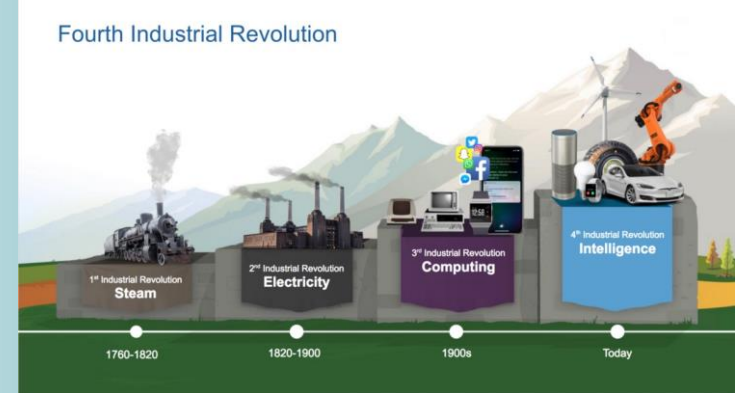 Fourth Industrial Revolution
1st Industrial Revolution
Steam
2nd Industrial Revolution
Electricity
3rd Industrial Revolution
Computing
4th Industrial Revolution
Intelligence
1760-1820
1820-1900
1900s
Today